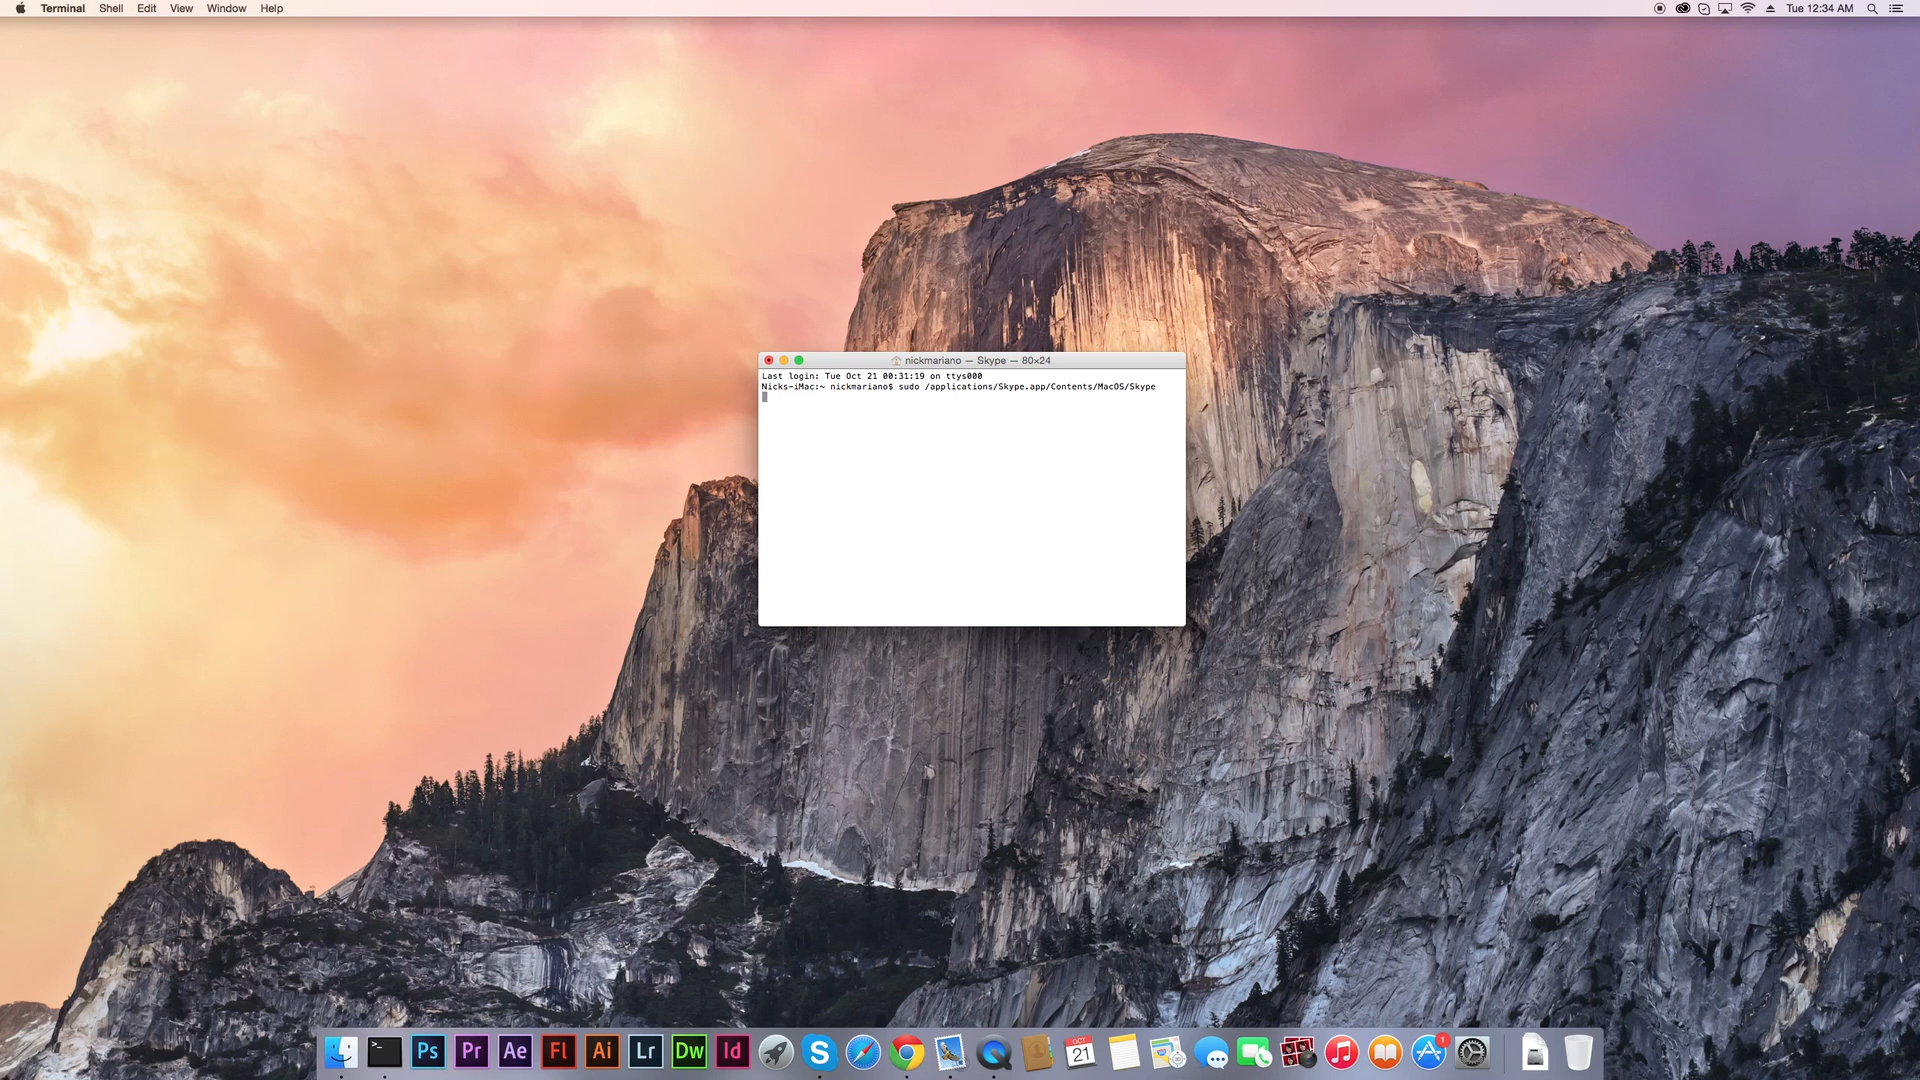 Terminal Shell Edit View Window Help Tue 12:34 AM
nickmariano — Skype — 80×24
Last login: Tue Oct 21 00:31:19 on ttys000
Nicks-iMac:~ nickmariano$ sudo /applications/Skype.app/Contents/MacOS/Skype
>_ Ps Pr Ae Fl Ai Lr Dw Id S OCT 21 1